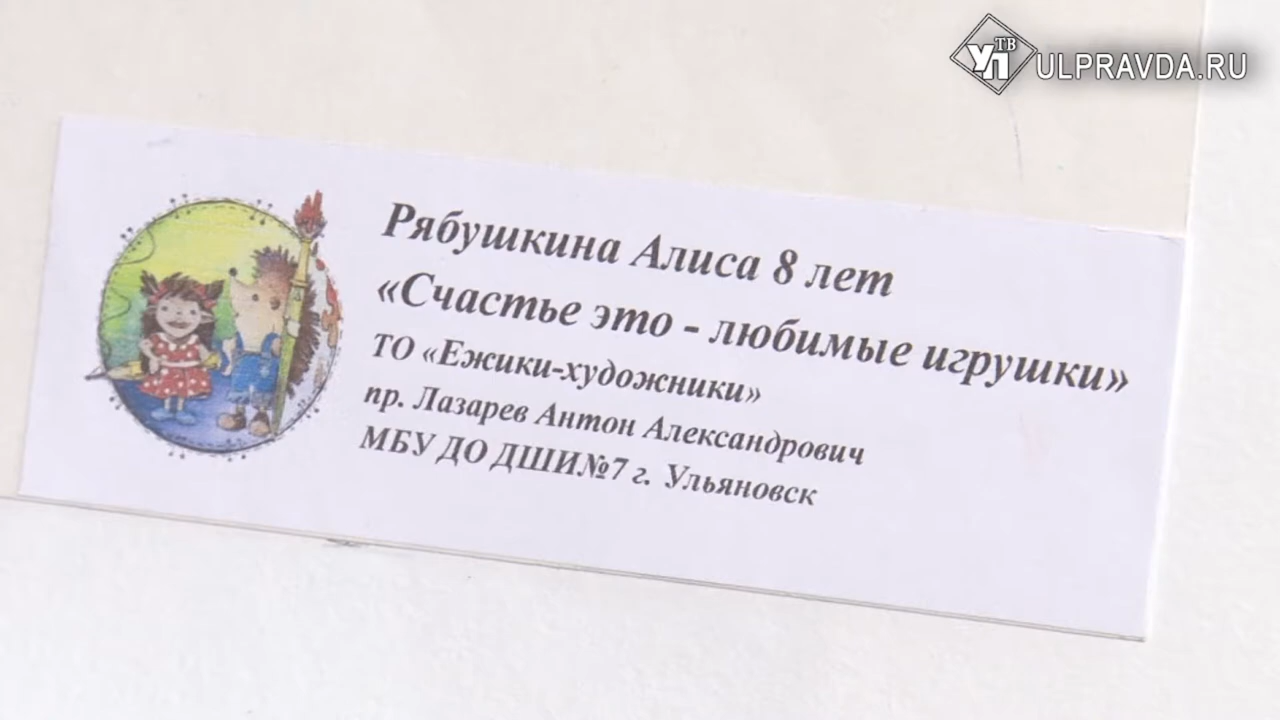 УП ТВ ULPRAVDA.RU
Рябушкина Алиса 8 лет
«Счастье это - любимые игрушки»
ТО «Ежики-художники»
пр. Лазарев Антон Александрович
МБУ ДО ДШИ№7 г. Ульяновск